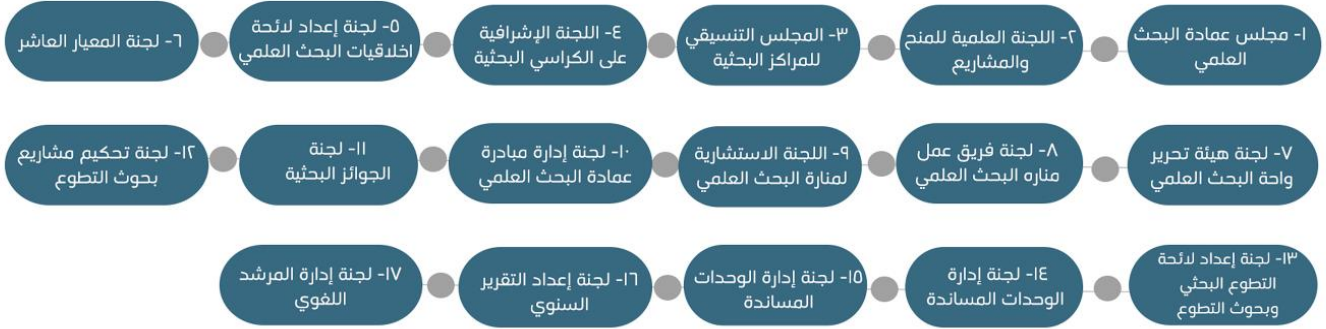 ١- مجلس عمادة البحث
العلمي
٢- اللجنة العلمية للمنح
والمشاريع
٣- المجلس التنسيقي
للمراكز البحثية
٤- اللجنة الإشرافية
على الكراسي البحثية
٥- لجنة إعداد لائحة
اخلاقيات البحث العلمي
٦- لجنة المعيار العاشر
٧- لجنة هيئة تحرير
واحة البحث العلمي
٨- لجنة فريق عمل
مناره البحث العلمي
٩- اللجنة الاستشارية
لمنارة البحث العلمي
١٠- لجنة إدارة مبادرة
عمادة البحث العلمي
١١- لجنة
الجوائز البحثية
١٢- لجنة تحكيم مشاريع
بحوث التطوع
١٣- لجنة إعداد لائحة
التطوع البحثي
وبحوث التطوع
١٤- لجنة إدارة
الوحدات المساندة
١٥- لجنة إدارة الوحدات
المساندة
١٦- لجنة إعداد التقرير
السنوي
١٧- لجنة إدارة المرشد
اللغوي